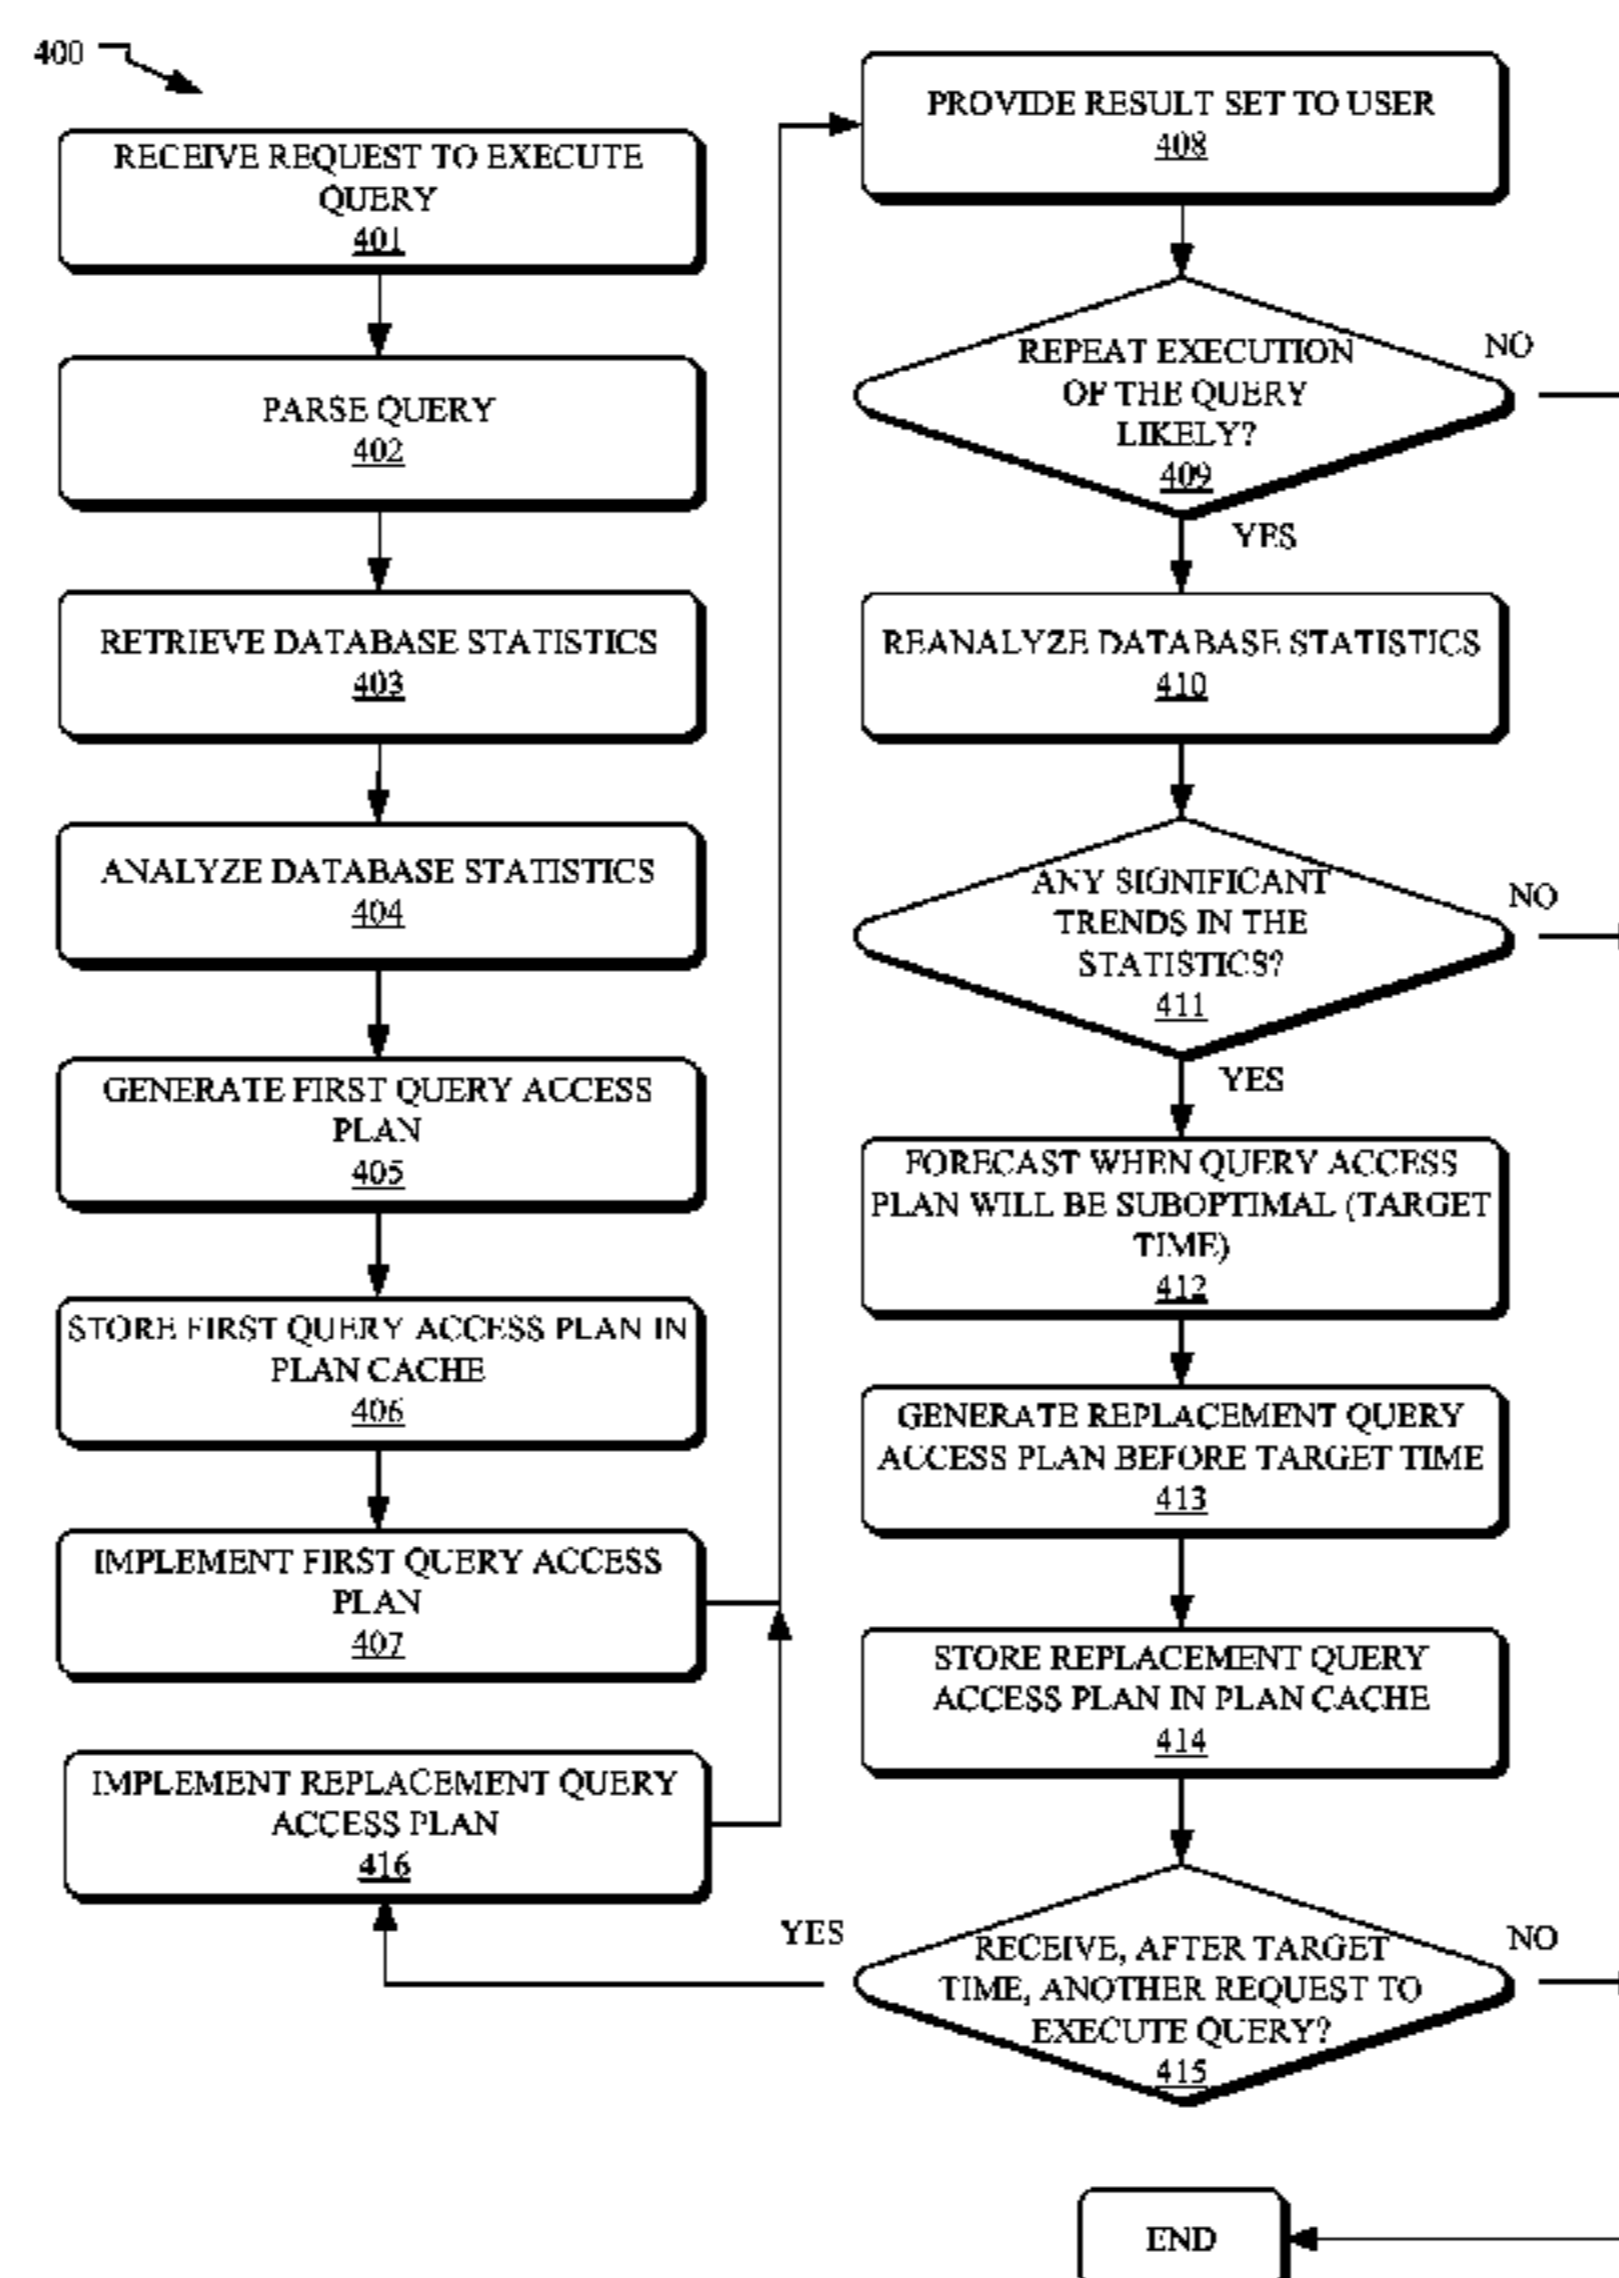 400
RECEIVE REQUEST TO EXECUTE
QUERY
401
PARSE QUERY
402
RETRIEVE DATABASE STATISTICS
403
ANALYZE DATABASE STATISTICS
404
GENERATE FIRST QUERY ACCESS
PLAN
405
STORE FIRST QUERY ACCESS PLAN IN
PLAN CACHE
406
IMPLEMENT FIRST QUERY ACCESS
PLAN
407
IMPLEMENT REPLACEMENT QUERY
ACCESS PLAN
416
PROVIDE RESULT SET TO USER
408
REPEAT EXECUTION
OF THE QUERY
LIKELY?
409
NO
YES
REANALYZE DATABASE STATISTICS
410
ANY SIGNIFICANT
TRENDS IN THE
STATISTICS?
411
NO
YES
FORECAST WHEN QUERY ACCESS
PLAN WILL BE SUBOPTIMAL (TARGET
TIME)
412
GENERATE REPLACEMENT QUERY
ACCESS PLAN BEFORE TARGET TIME
413
STORE REPLACEMENT QUERY
ACCESS PLAN IN PLAN CACHE
414
RECEIVE, AFTER TARGET
TIME, ANOTHER REQUEST TO
EXECUTE QUERY?
415
YES
NO
END